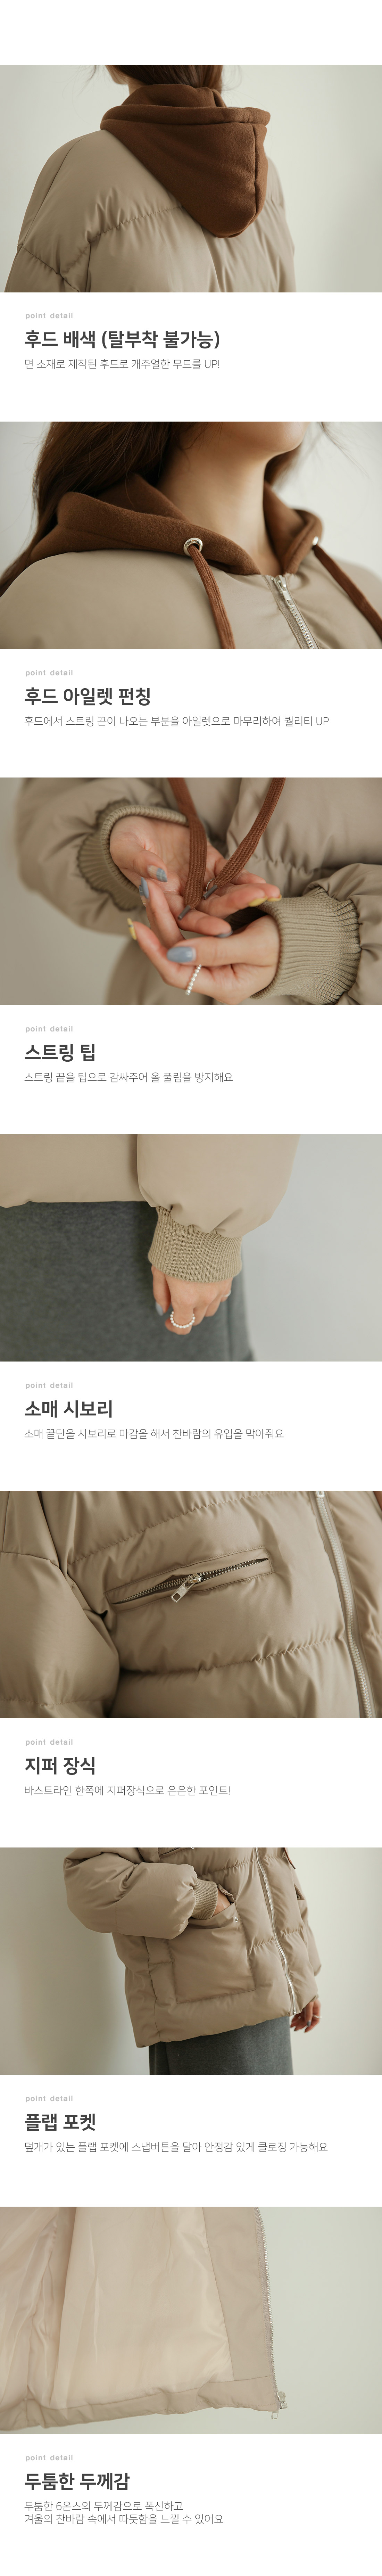 point detail
후드 배색 (탈부착 불가능)
면 소재로 제작된 후드로 캐주얼한 무드를 UP!
point detail
후드 아일렛 펀칭
후드에서 스트링 끈이 나오는 부분을 아일렛으로 마무리하며 퀄리티 UP
point detail
스트링 팁
스트링 끝을 팁으로 감싸주어 올 풀림을 방지해요
point detail
소매 시보리
소매 끝단을 시보리로 마감을 해서 찬바람의 유입을 막아줘요
point detail
지퍼 장식
바스트라인 한쪽에 지퍼장식으로 은은한 포인트!
point detail
플랩 포켓
덮개가 있는 플랩 포켓에 스냅버튼을 달아 안정감 있게 클로징 가능해요
point detail
두툼한 두께감
두툼한 6온스의 두께감으로 폭신하고
겨울의 찬바람 속에서 따듯함을 느낄 수 있어요